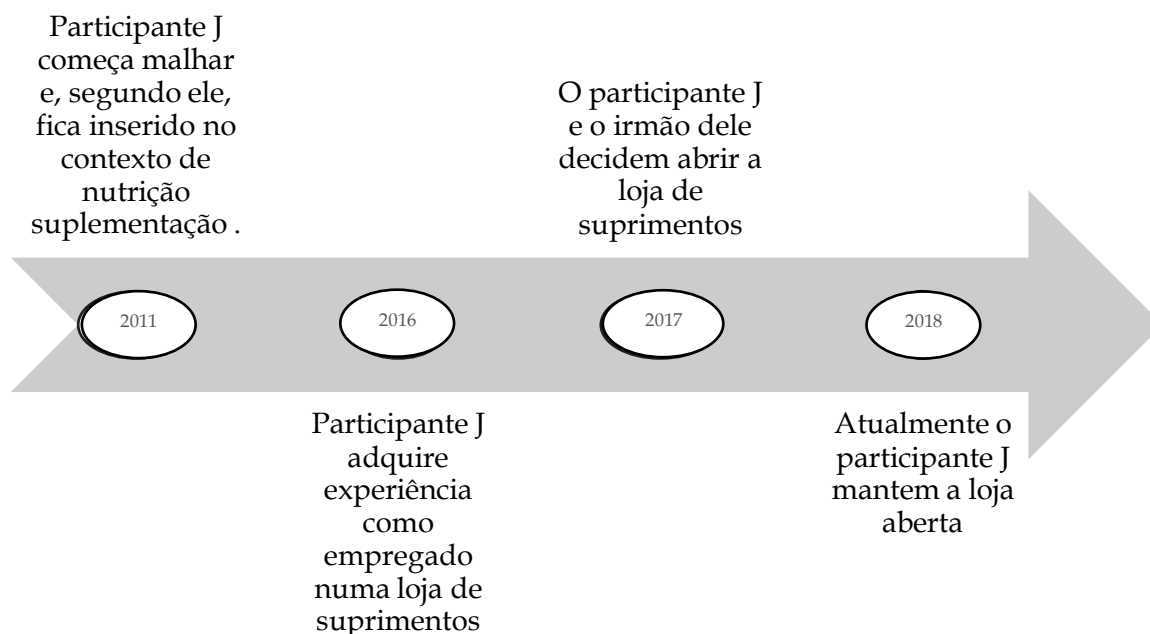 Participante J
começa malhar
e, segundo ele,
fica inserido no
contexto de
nutrição
suplementação .
O participante J
e o irmão dele
decidem abrir a
loja de
suprimentos
2011
2016
2017
2018
Participante J
adquire
experiência
como
empregado
numa loja de
suprimentos
Atualmente o
participante J
mantem a loja
aberta